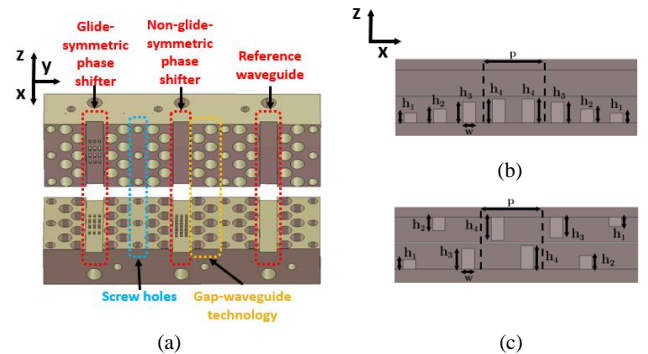 Glide-
symmetric
phase
shifter
Non-glide-
symmetric
phase
shifter
Reference
waveguide
z
y
x
Screw holes
Gap-waveguide
technology
(a)
z
x
p
h1
h2
h3
h4
h4
h3
h2
h1
w
(b)
p
h2
h4
h3
h1
h1
h3
h4
h2
w
(c)